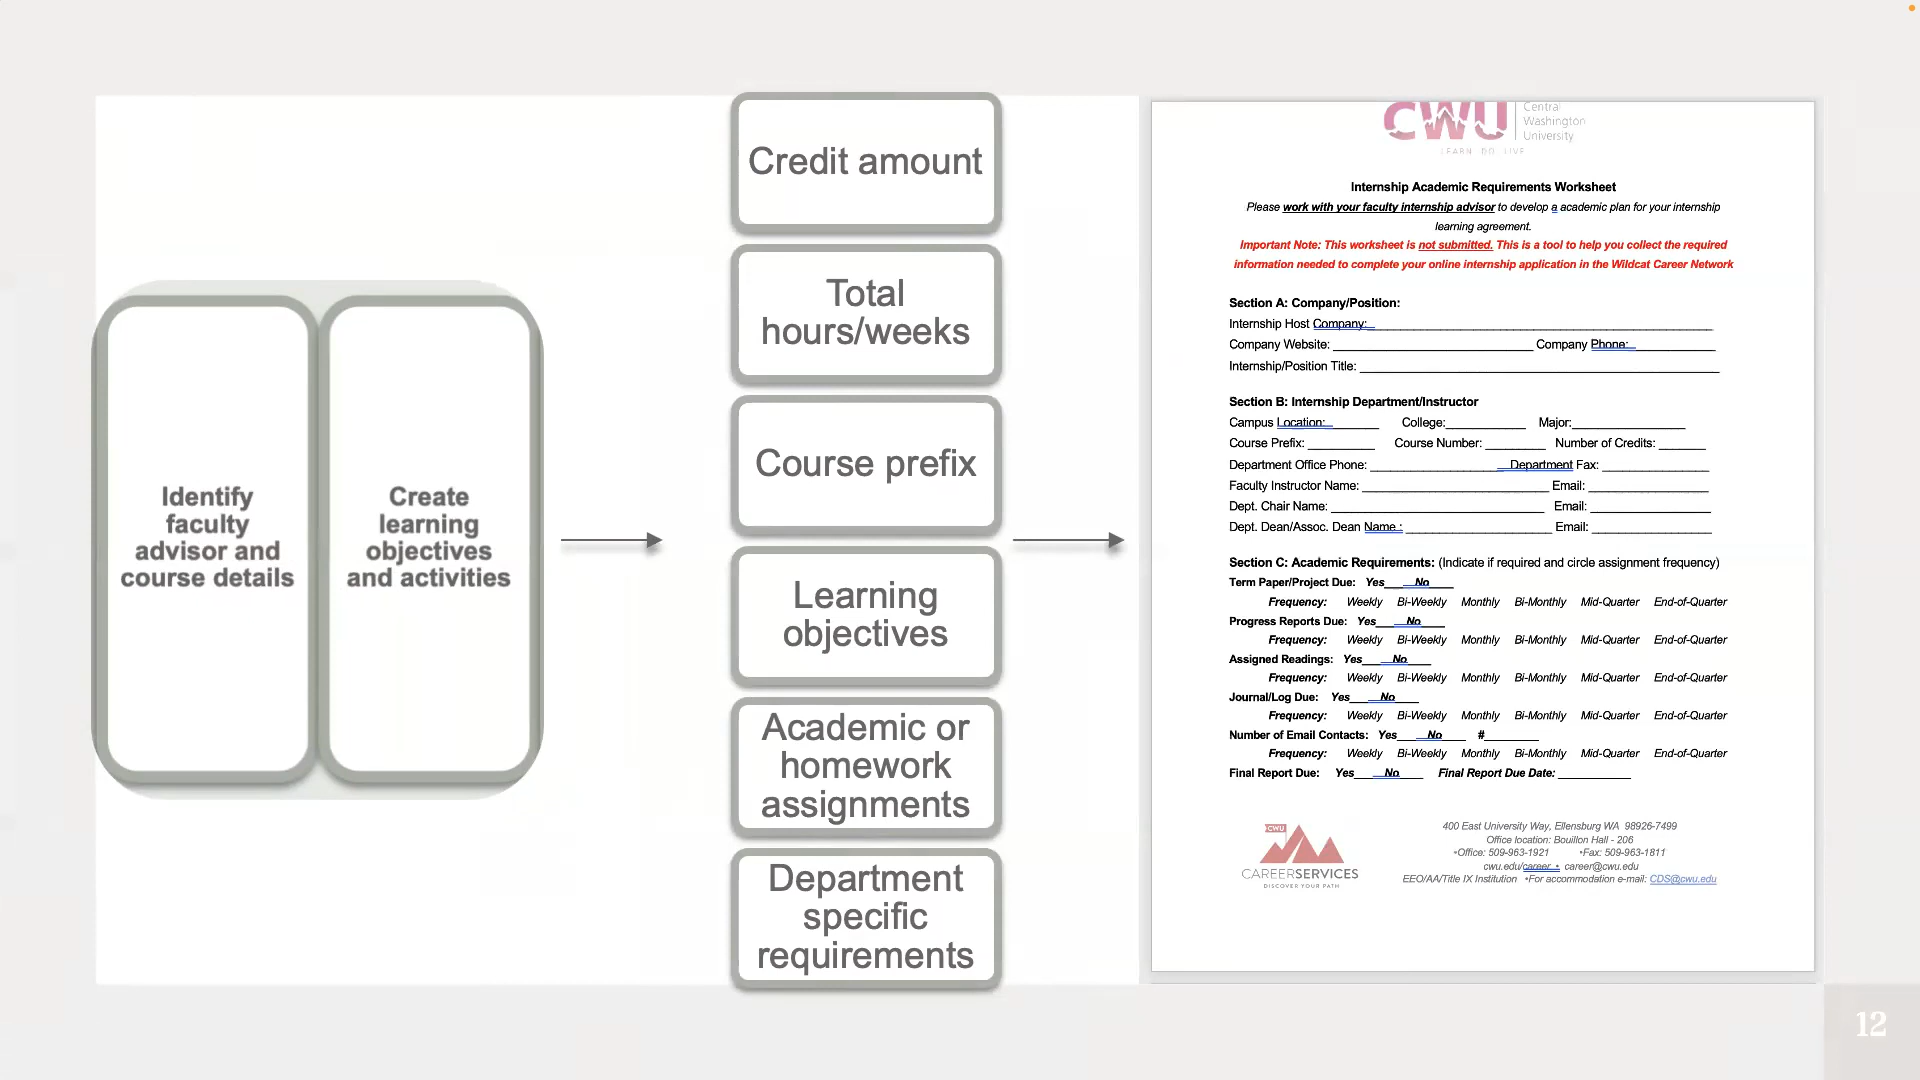 Identify
faculty
advisor and
course details
Create
learning
objectives
and activities
Credit amount
Total
hours/weeks
Course prefix
Learning
objectives
Academic or
homework
assignments
Department
specific
requirements
CWU
Central
Washington
University
LEARN. DO. LIVE.
Internship Academic Requirements Worksheet
Please work with your faculty internship advisor to develop a academic plan for your internship
learning agreement.
Important Note: This worksheet is not submitted. This is a tool to help you collect the required
information needed to complete your online internship application in the Wildcat Career Network
Section A: Company/Position:
Internship Host Company:
Company Website: Company Phone:
Internship/Position Title:
Section B: Internship Department/Instructor
Campus Location: College: Major:
Course Prefix: Course Number: Number of Credits:
Department Office Phone: Department Fax:
Faculty Instructor Name: Email:
Dept. Chair Name: Email:
Dept. Dean/Assoc. Dean Name : Email:
Section C: Academic Requirements: (Indicate if required and circle assignment frequency)
Term Paper/Project Due: Yes No
Frequency: Weekly Bi-Weekly Monthly Bi-Monthly Mid-Quarter End-of-Quarter
Progress Reports Due: Yes No
Frequency: Weekly Bi-Weekly Monthly Bi-Monthly Mid-Quarter End-of-Quarter
Assigned Readings: Yes No
Frequency: Weekly Bi-Weekly Monthly Bi-Monthly Mid-Quarter End-of-Quarter
Journal/Log Due: Yes No
Frequency: Weekly Bi-Weekly Monthly Bi-Monthly Mid-Quarter End-of-Quarter
Number of Email Contacts: Yes No #
Frequency: Weekly Bi-Weekly Monthly Bi-Monthly Mid-Quarter End-of-Quarter
Final Report Due: Yes No Final Report Due Date:
CWU
CAREERSERVICES
DISCOVER YOUR PATH
400 East University Way, Ellensburg WA 98926-7499
Office location: Bouillon Hall - 206
•Office: 509-963-1921 •Fax: 509-963-1811
cwu.edu/career • career@cwu.edu
EEO/AA/Title IX Institution •For accommodation e-mail: CDS@cwu.edu
12